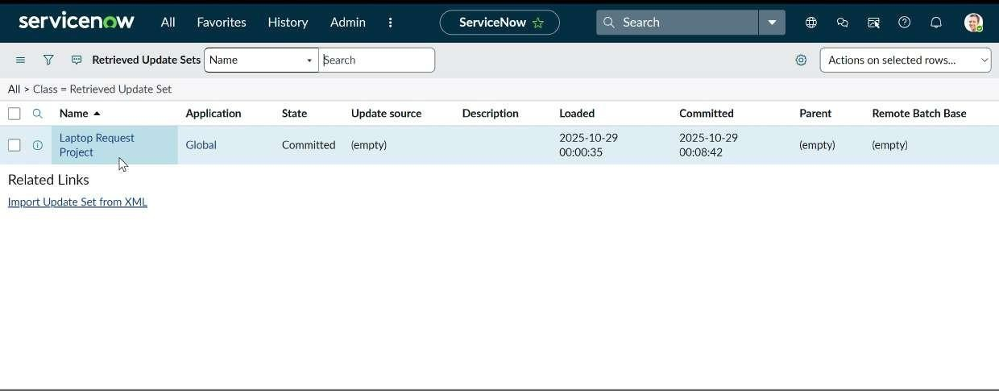 servicenow All Favorites History Admin ServiceNow Search
Retrieved Update Sets Name Search Actions on selected rows...
All > Class = Retrieved Update Set
Name Application State Update source Description Loaded Committed Parent Remote Batch Base
Laptop Request Project Global Committed (empty) 2025-10-29 00:00:35 2025-10-29 00:08:42 (empty) (empty)
Related Links
Import Update Set from XML